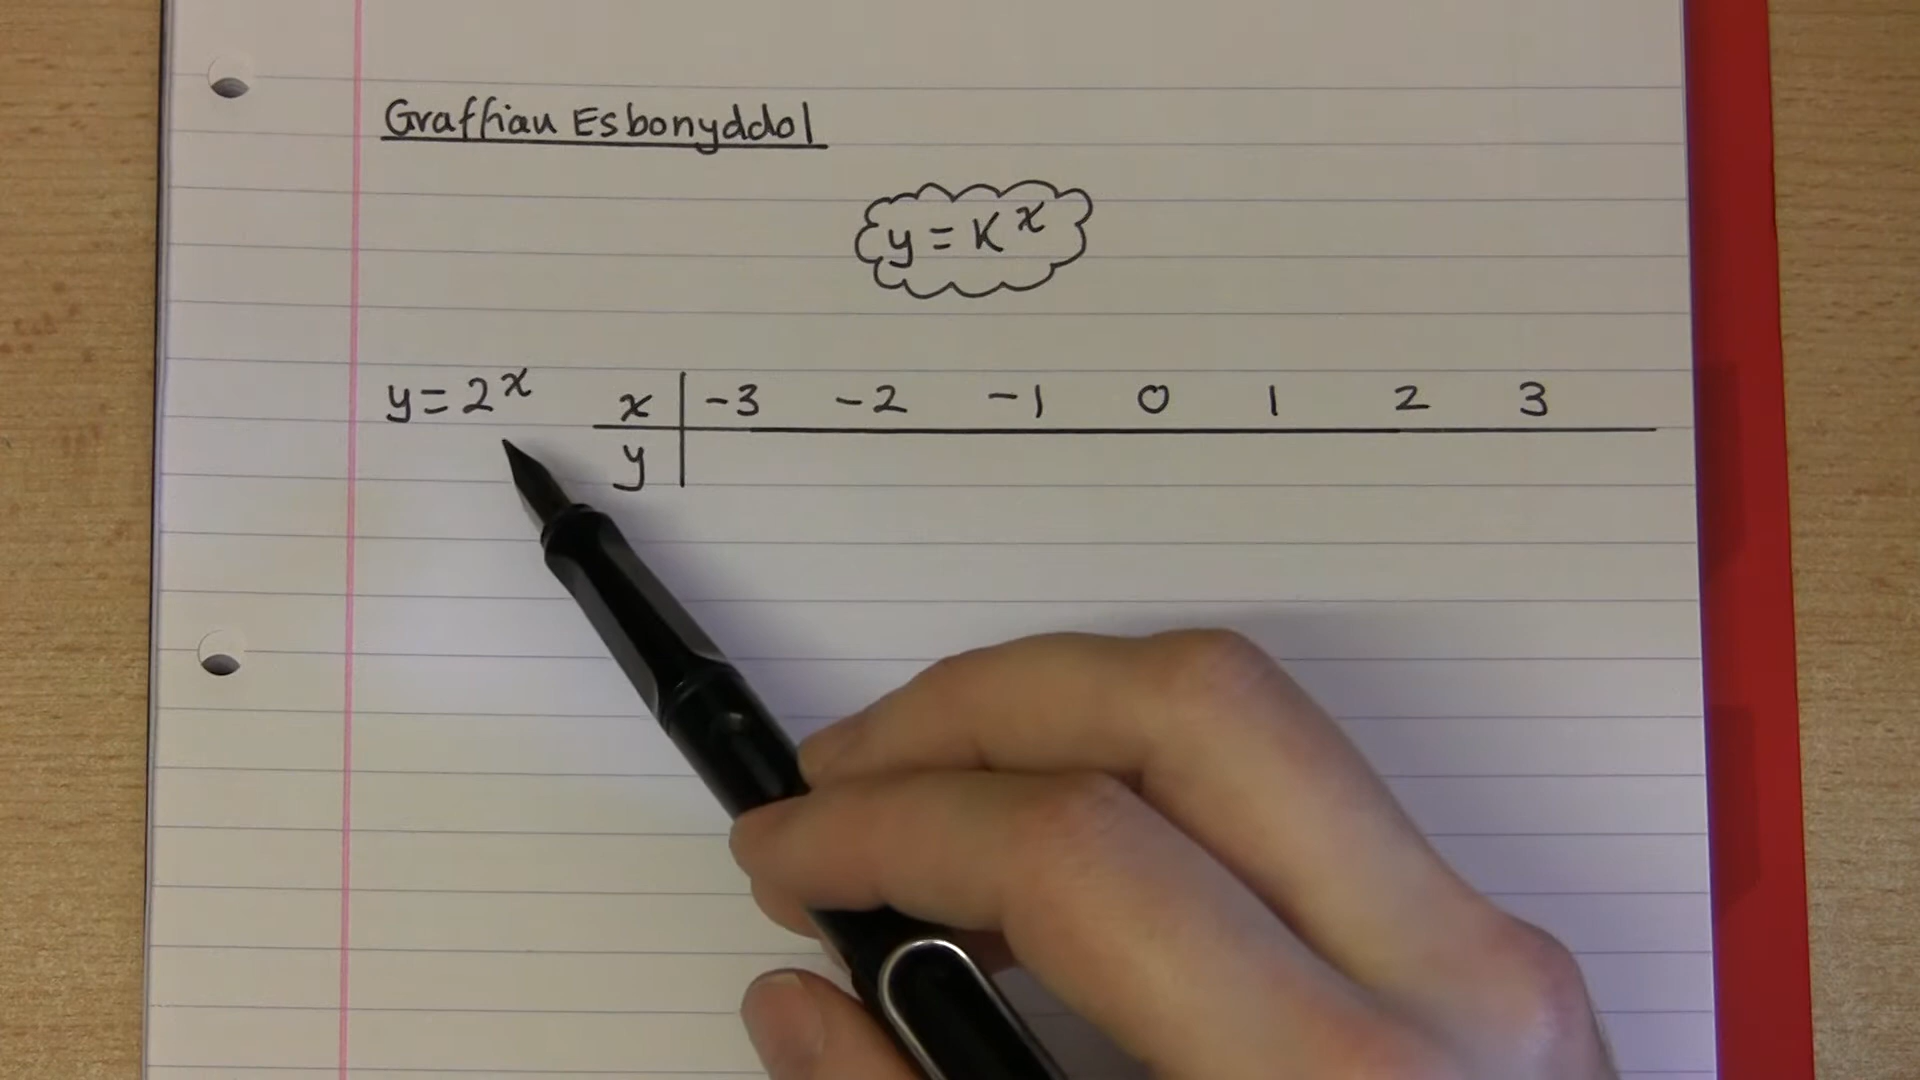 Graffiau Esbonyddol
y = K^x
y = 2^x x -3 -2 -1 0 1 2 3
y